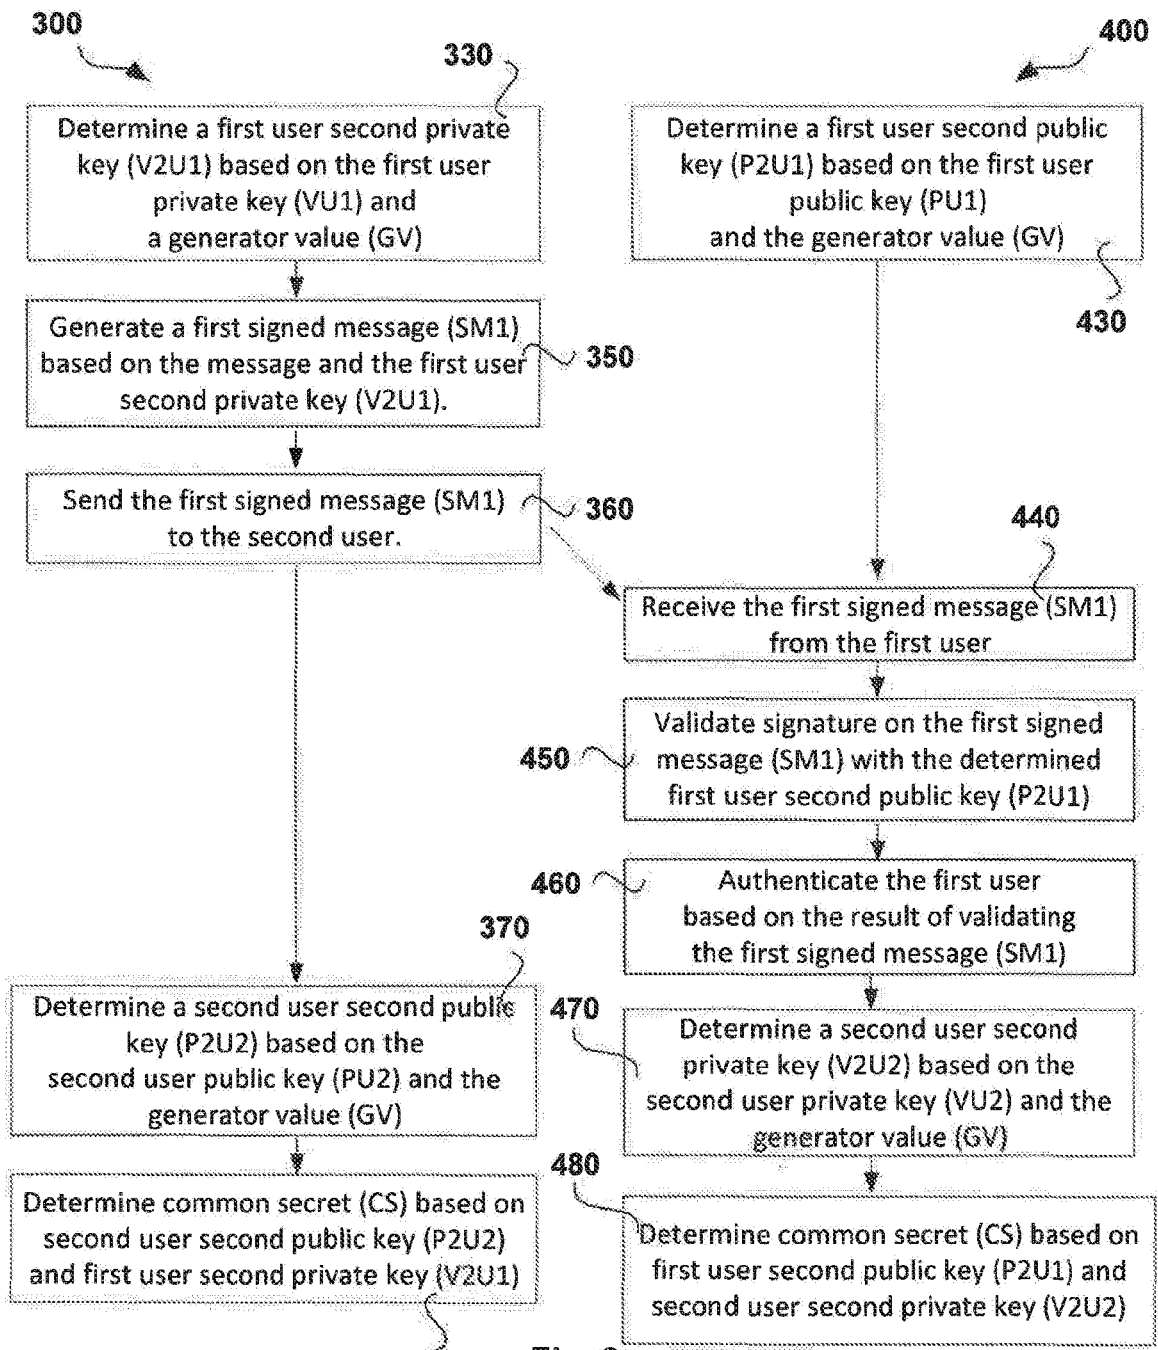 300
400
330
Determine a first user second private
key (V2U1) based on the first user
private key (VU1) and
a generator value (GV)
Determine a first user second public
key (P2U1) based on the first user
public key (PU1)
and the generator value (GV)
430
Generate a first signed message (SM1)
based on the message and the first user
second private key (V2U1).
350
Send the first signed message (SM1)
to the second user.
360
440
Receive the first signed message (SM1)
from the first user
Validate signature on the first signed
message (SM1) with the determined
first user second public key (P2U1)
450
460
Authenticate the first user
based on the result of validating
the first signed message (SM1)
370
Determine a second user second public
key (P2U2) based on the
second user public key (PU2) and the
generator value (GV)
470
Determine a second user second
private key (V2U2) based on the
second user private key (VU2) and the
generator value (GV)
480
Determine common secret (CS) based on
second user second public key (P2U2)
and first user second private key (V2U1)
Determine common secret (CS) based on
first user second public key (P2U1) and
second user second private key (V2U2)